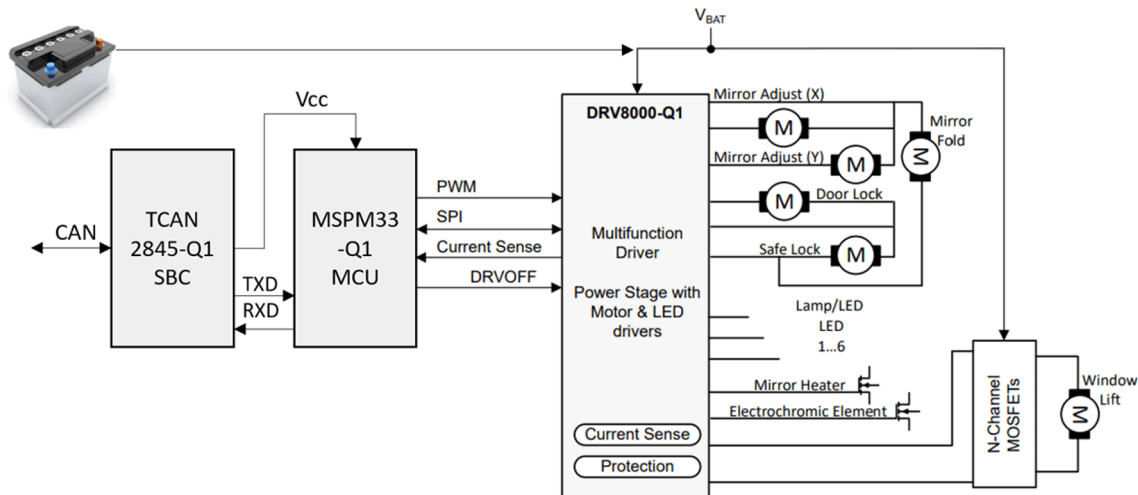 V_BAT
Vcc
DRV8000-Q1
Mirror Adjust (X)
M
Mirror
Fold
M
Mirror Adjust (Y)
M
TCAN
2845-Q1
SBC
MSPM33
-Q1
MCU
CAN
TXD
RXD
PWM
SPI
Current Sense
DRVOFF
Multifunction
Driver
Power Stage with
Motor & LED
drivers
M
Door Lock
Safe Lock
M
Lamp/LED
LED
1...6
Mirror Heater
Electrochromic Element
Current Sense
Protection
N-Channel
MOSFETs
Window
Lift
M